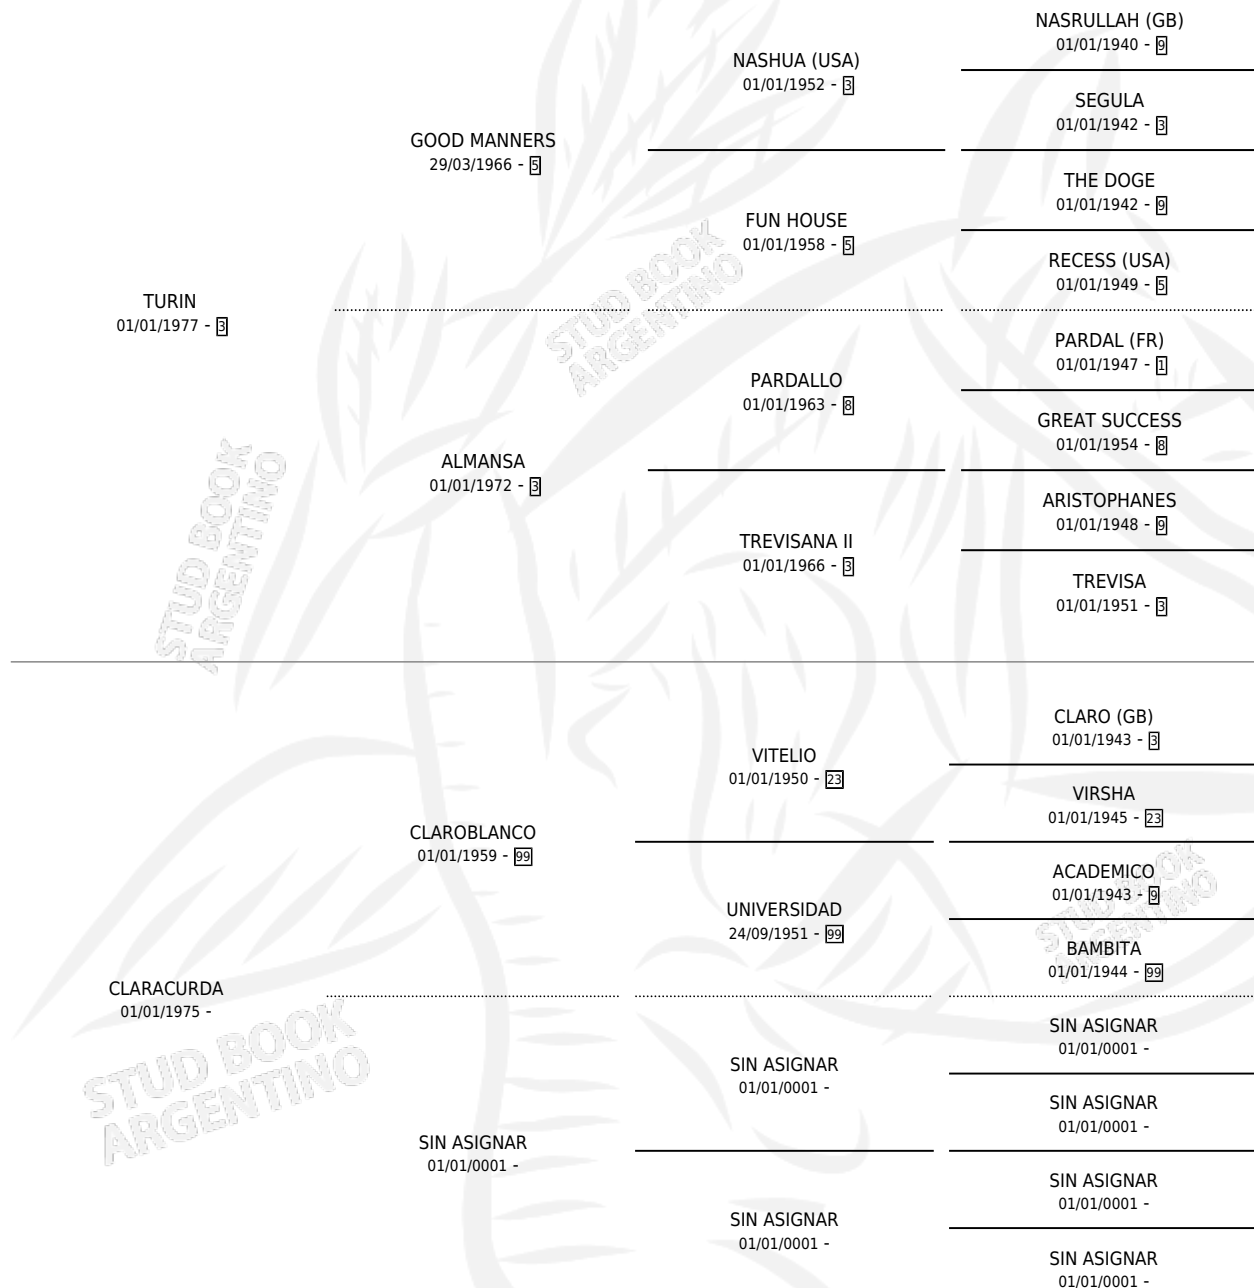 NASRULLAH (GB)
01/01/1940 - 9
NASHUA (USA)
01/01/1952 - 3
SEGULA
01/01/1942 - 3
GOOD MANNERS
29/03/1966 - 5
THE DOGE
01/01/1942 - 9
FUN HOUSE
01/01/1958 - 5
RECESS (USA)
01/01/1949 - 5
TURIN
01/01/1977 - 3
PARDAL (FR)
01/01/1947 - 1
PARDALLO
01/01/1963 - 8
GREAT SUCCESS
01/01/1954 - 8
ALMANSA
01/01/1972 - 3
ARISTOPHANES
01/01/1948 - 9
TREVISANA II
01/01/1966 - 3
TREVISA
01/01/1951 - 3
CLARO (GB)
01/01/1943 - 3
VITELIO
01/01/1950 - 23
VIRSHA
01/01/1945 - 23
CLAROBLANCO
01/01/1959 - 99
ACADEMICO
01/01/1943 - 9
UNIVERSIDAD
24/09/1951 - 99
BAMBITA
01/01/1944 - 99
CLARACURDA
01/01/1975 -
SIN ASIGNAR
01/01/0001 -
SIN ASIGNAR
01/01/0001 -
SIN ASIGNAR
01/01/0001 -
SIN ASIGNAR
01/01/0001 -
SIN ASIGNAR
01/01/0001 -
SIN ASIGNAR
01/01/0001 -
SIN ASIGNAR
01/01/0001 -
STUD BOOK
ARGENTINO
STUD BOOK
ARGENTINO
STUD BOOK
ARGENTINO
STUD BOOK
ARGENTINO